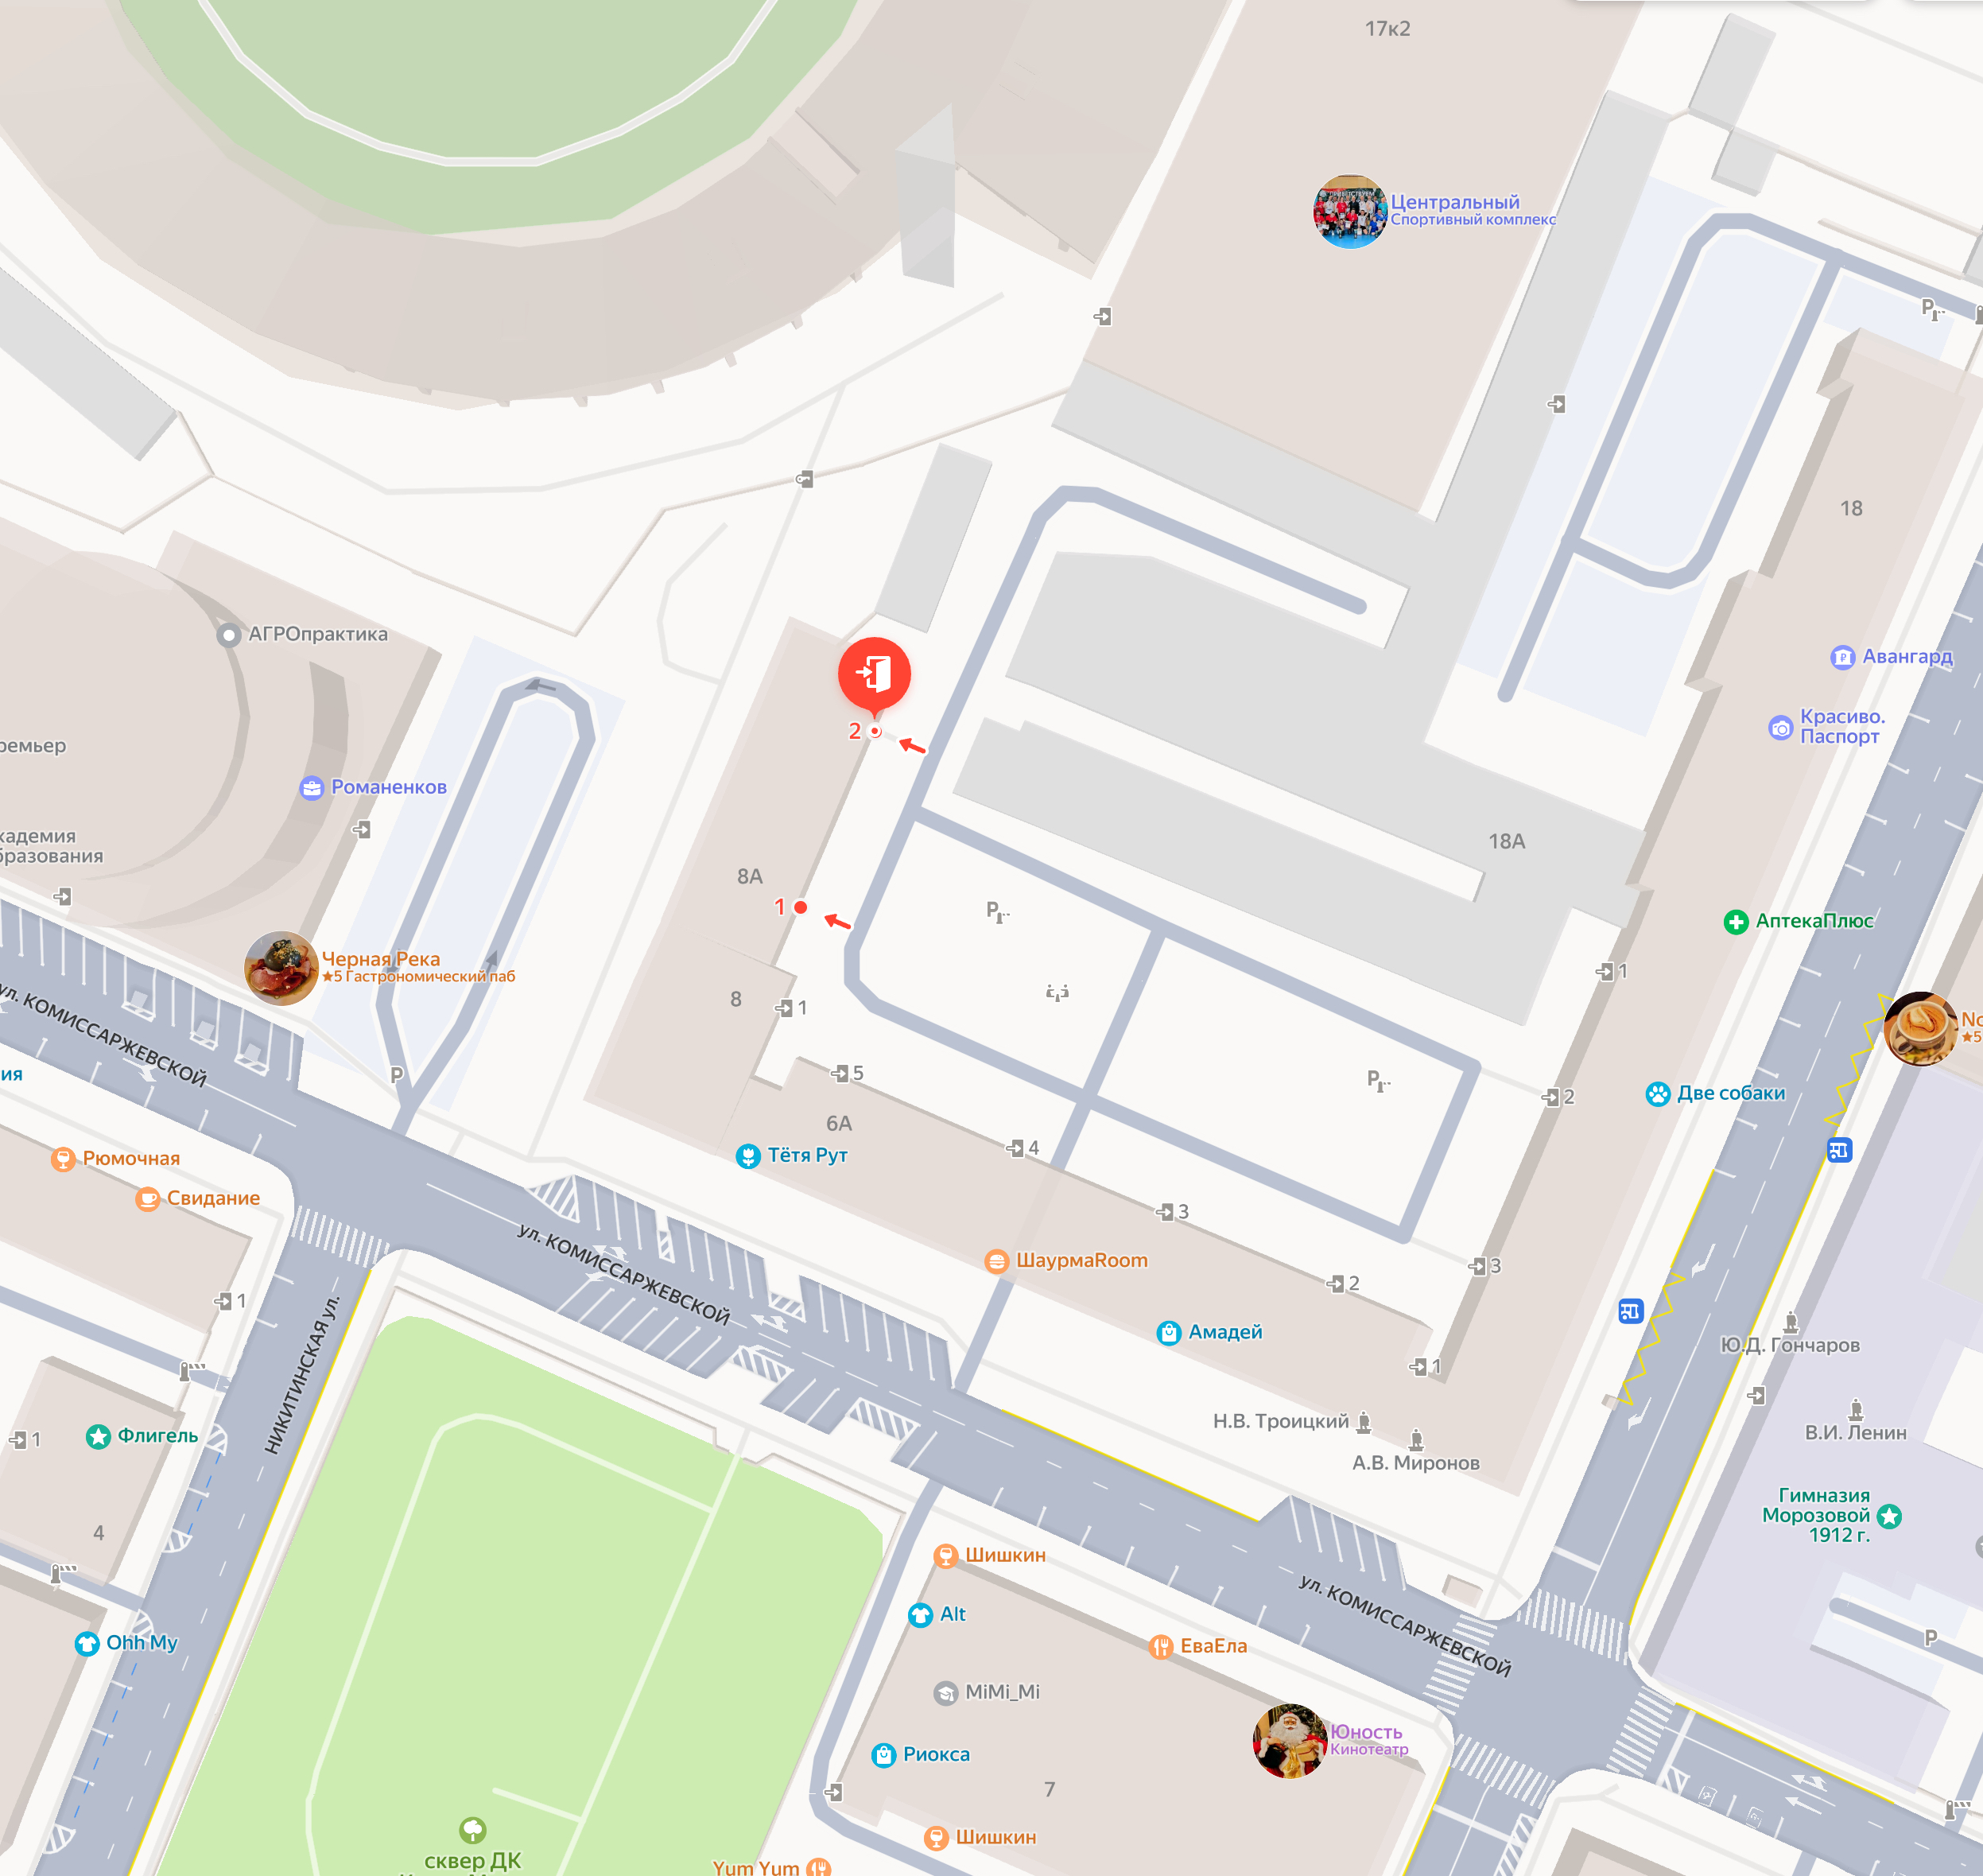 17к2
Центральный
Спортивный комплекс
P
18
АГРОпрактика
Авангард
Красиво.
Паспорт
2
Романенков
18А
8А
1
P
АптекаПлюс
Черная Река
★5 Гастрономический паб
1
8
1
5
P
P
2
Две собаки
6А
4
Тётя Рут
ул. КОМИССАРЖЕВСКОЙ
Рюмочная
Свидание
3
ул. КОМИССАРЖЕВСКОЙ
ШаурмаRoom
3
2
1
НИКИТИНСКАЯ ул.
Амадей
Ю.Д. Гончаров
1
Н.В. Троицкий
А.В. Миронов
В.И. Ленин
1
Флигель
Гимназия
Морозовой
1912 г.
4
Шишкин
Alt
ул. КОМИССАРЖЕВСКОЙ
Ohh My
ЕваЕла
P
MiMi_Mi
Юность
Кинотеатр
Риокса
7
Шишкин
сквер ДК
Yum Yum